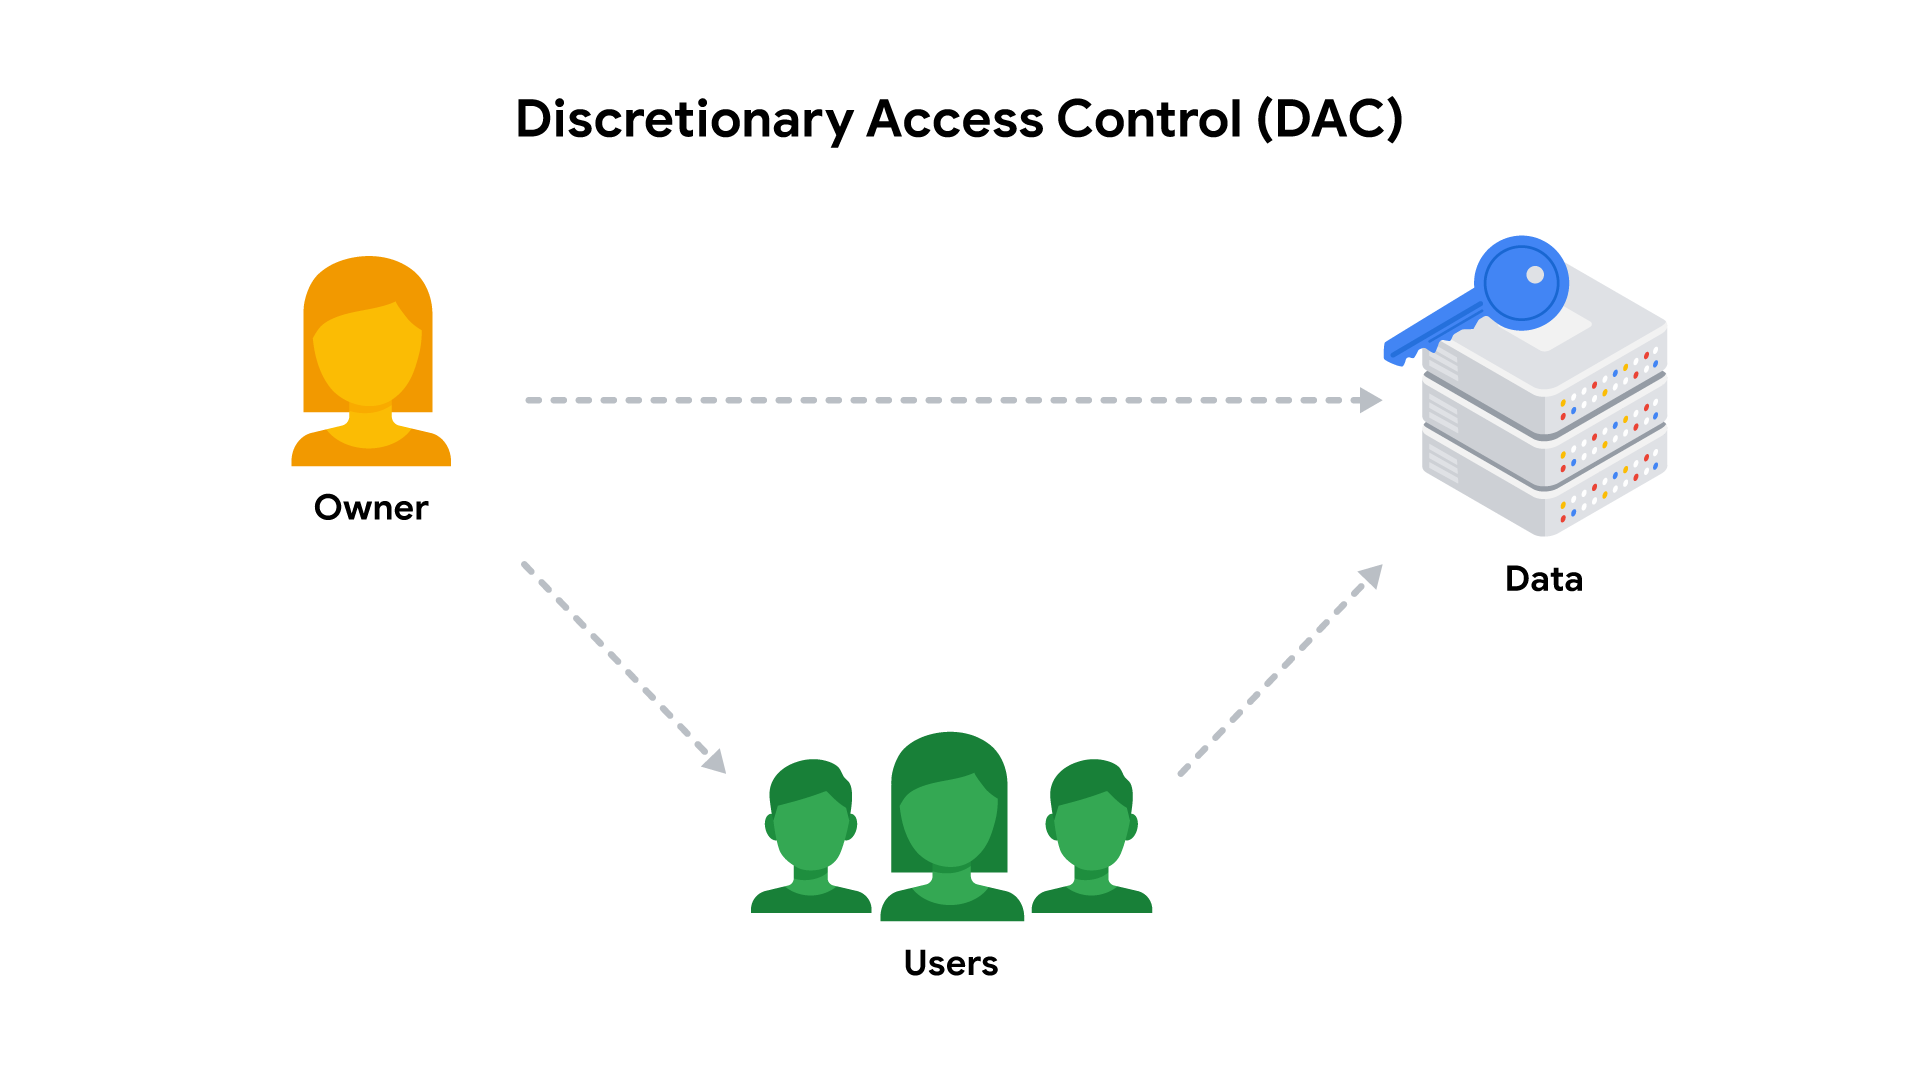 Discretionary Access Control (DAC)
Owner
Data
Users